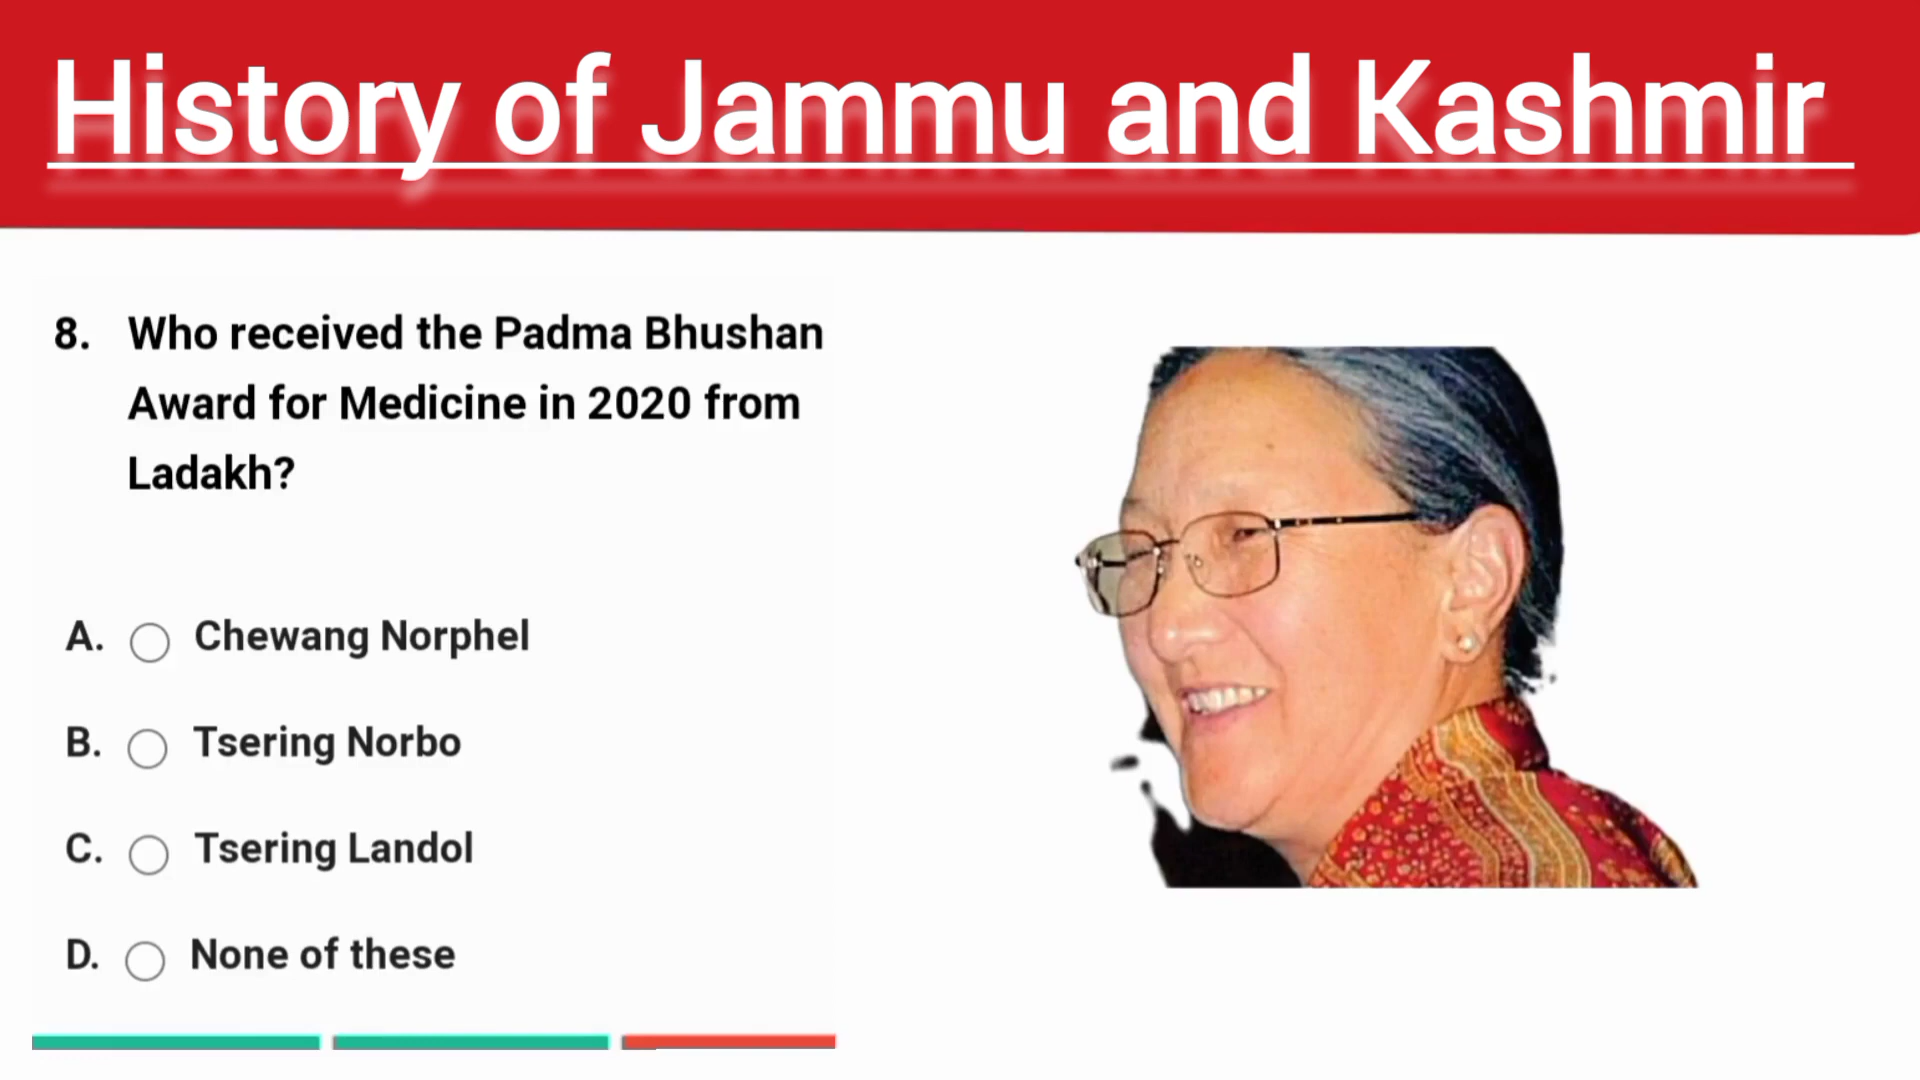 History of Jammu and Kashmir
8. Who received the Padma Bhushan
Award for Medicine in 2020 from
Ladakh?
A. Chewang Norphel
B. Tsering Norbo
C. Tsering Landol
D. None of these